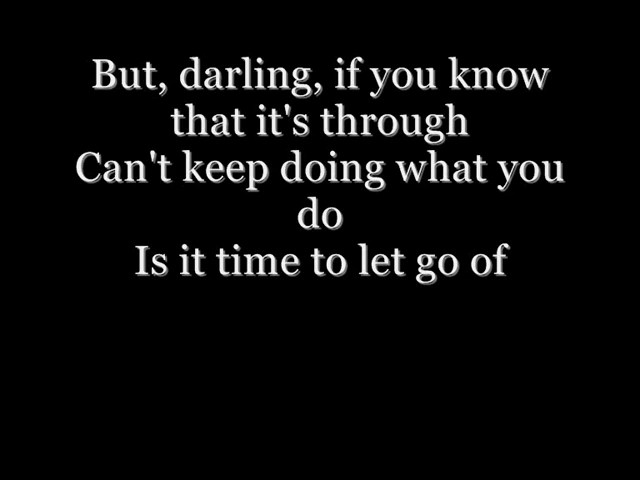 But, darling, if you know
that it's through
Can't keep doing what you
do
Is it time to let go of